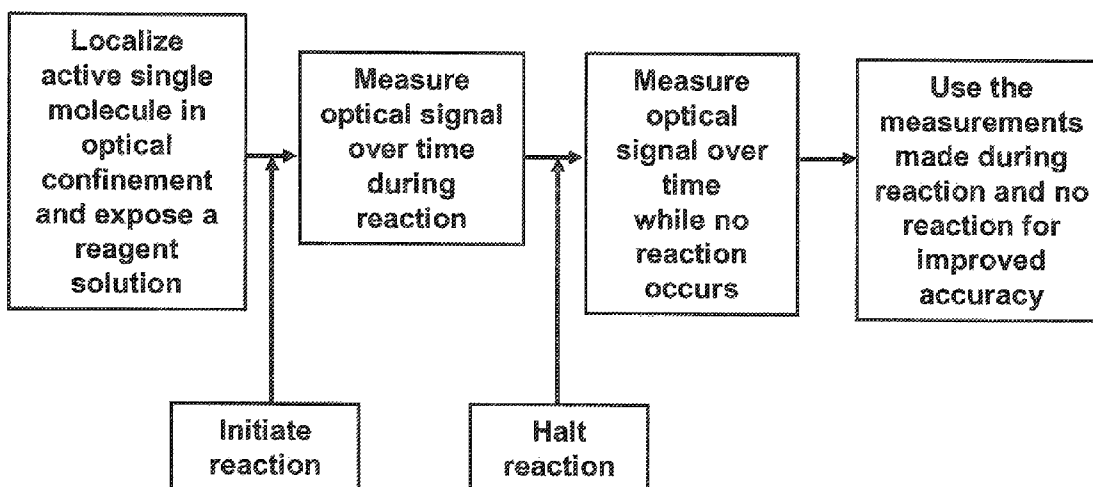 Localize
active single
molecule in
optical
confinement
and expose a
reagent
solution
Measure
optical signal
over time
during
reaction
Measure
optical
signal over
time
while no
reaction
occurs
Use the
measurements
made during
reaction and no
reaction for
improved
accuracy
Initiate
reaction
Halt
reaction